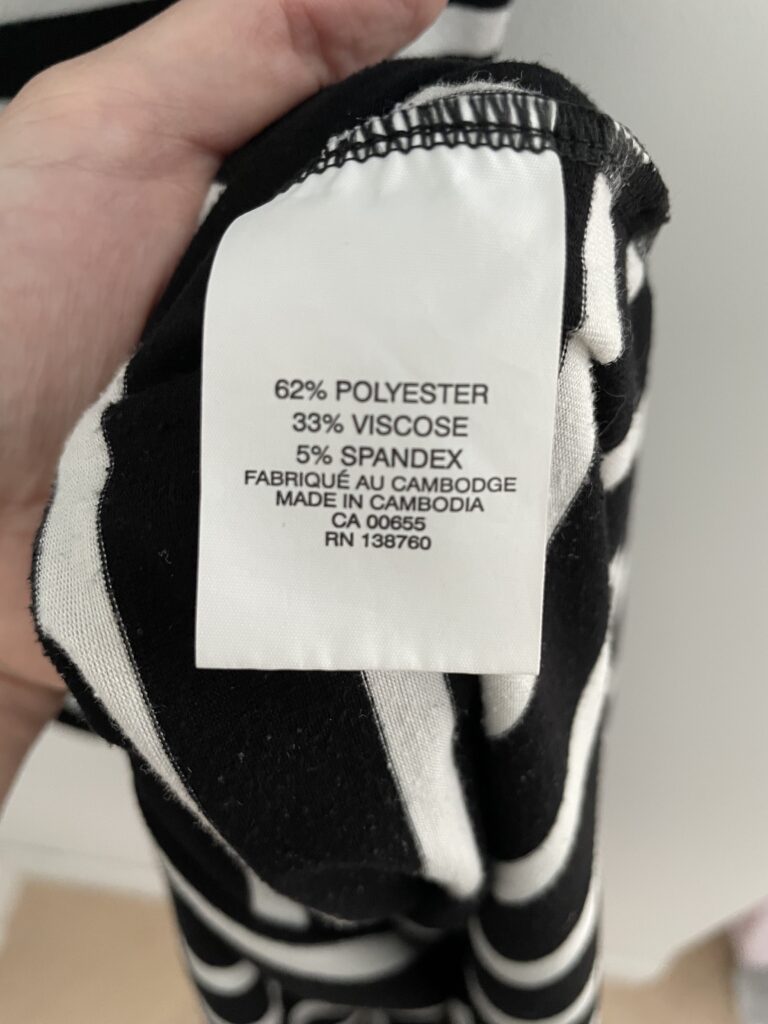 62% POLYESTER
33% VISCOSE
5% SPANDEX
FABRIQUÉ AU CAMBODGE
MADE IN CAMBODIA
CA 00655
RN 138760